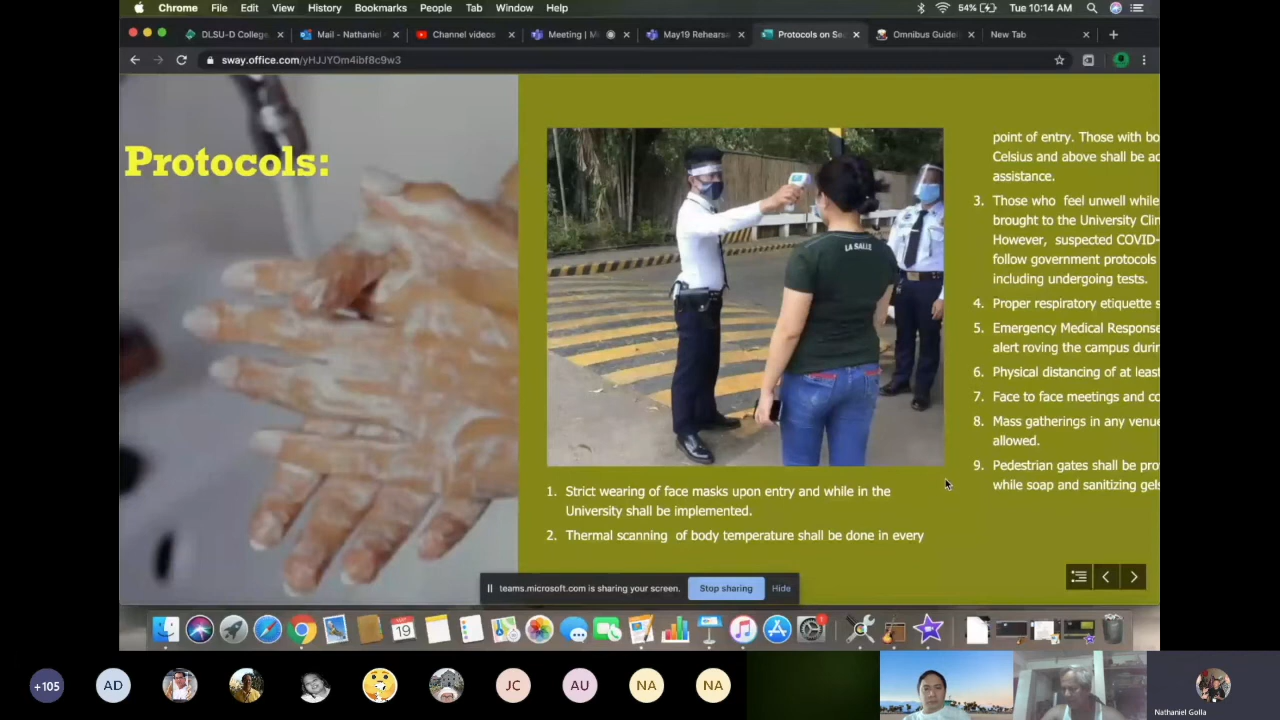 Chrome File Edit View History Bookmarks People Tab Window Help
54%
Tue 10:14 AM
DLSU-D College
Mail - Nathaniel
Channel videos
Meeting | M
May19 Rehears
Protocols on Se
Omnibus Guide
New Tab
sway.office.com/yHJJYOm4ibf8c9w3
Protocols:
LA SALLE
1. Strict wearing of face masks upon entry and while in the
University shall be implemented.
2. Thermal scanning of body temperature shall be done in every
point of entry. Those with bo
Celsius and above shall be ac
assistance.
3. Those who feel unwell while
brought to the University Clin
However, suspected COVID-
follow government protocols
including undergoing tests.
4. Proper respiratory etiquette s
5. Emergency Medical Response
alert roving the campus durin
6. Physical distancing of at least
7. Face to face meetings and co
8. Mass gatherings in any venue
allowed.
9. Pedestrian gates shall be pro
while soap and sanitizing gels
teams.microsoft.com is sharing your screen.
Stop sharing
Hide
19
+105
AD
JC
AU
NA
NA
Nathaniel Golla